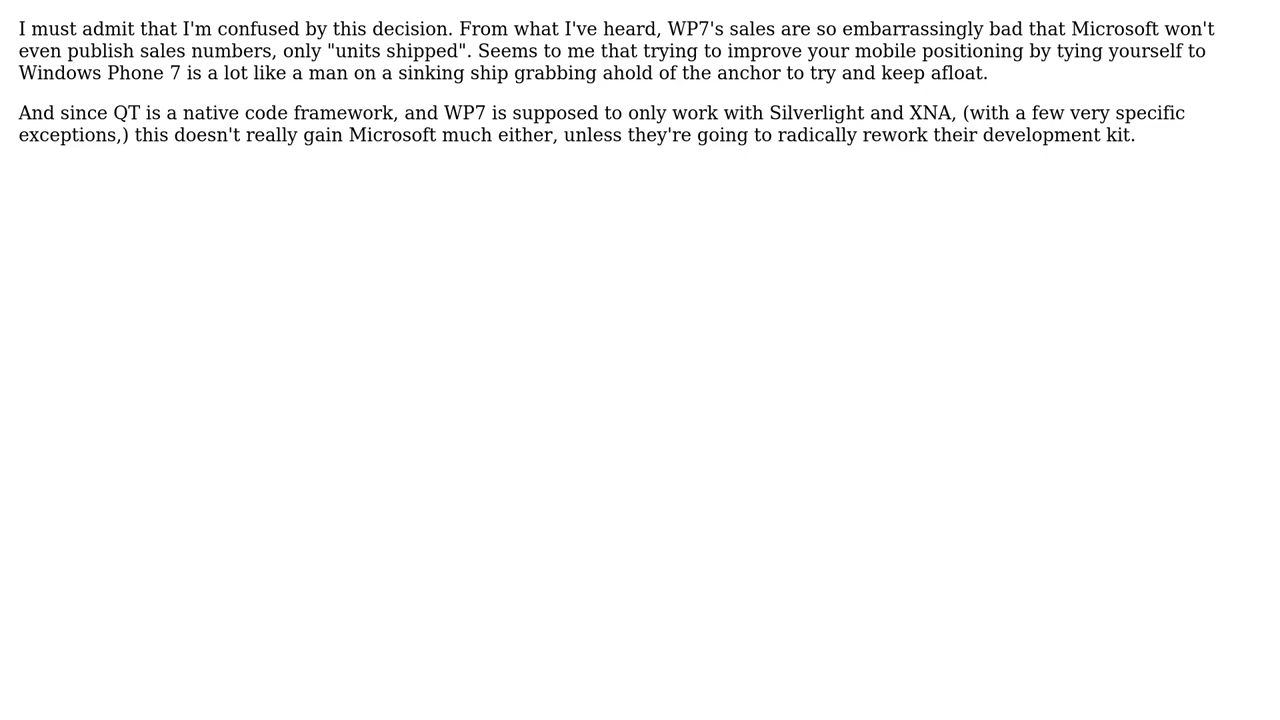 I must admit that I'm confused by this decision. From what I've heard, WP7's sales are so embarrassingly bad that Microsoft won't
even publish sales numbers, only "units shipped". Seems to me that trying to improve your mobile positioning by tying yourself to
Windows Phone 7 is a lot like a man on a sinking ship grabbing ahold of the anchor to try and keep afloat.
And since QT is a native code framework, and WP7 is supposed to only work with Silverlight and XNA, (with a few very specific
exceptions,) this doesn't really gain Microsoft much either, unless they're going to radically rework their development kit.